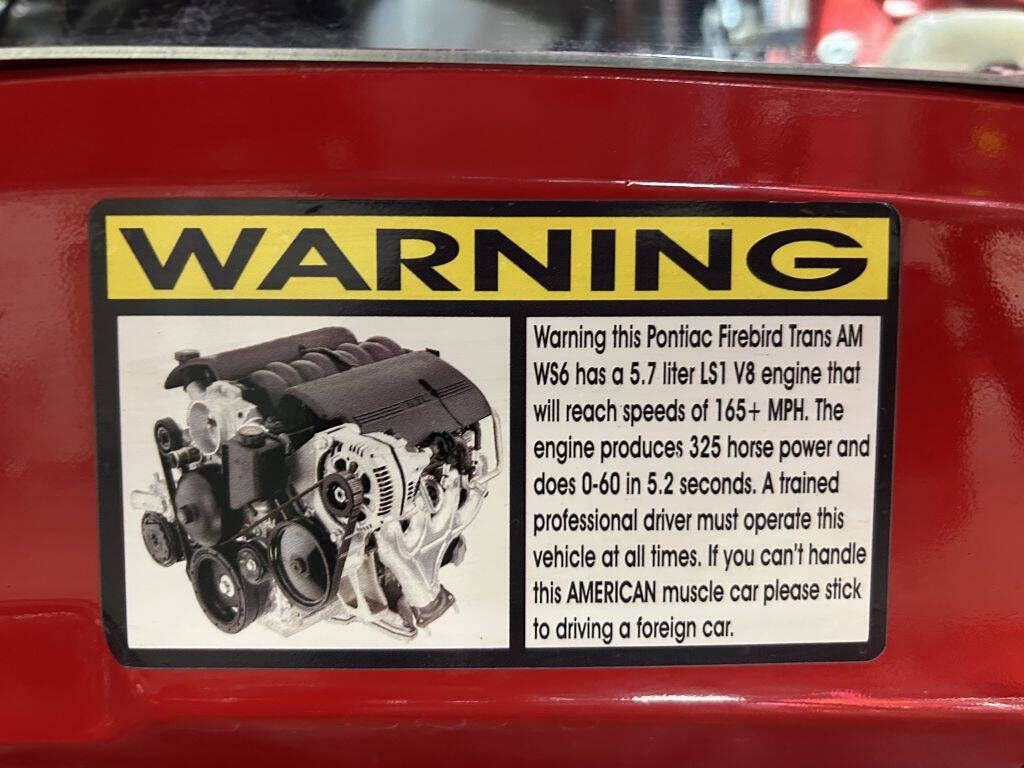 WARNING
Warning this Pontiac Firebird Trans AM
WS6 has a 5.7 liter LS1 V8 engine that
will reach speeds of 165+ MPH. The
engine produces 325 horse power and
does 0-60 in 5.2 seconds. A trained
professional driver must operate this
vehicle at all times. If you can't handle
this AMERICAN muscle car please stick
to driving a foreign car.